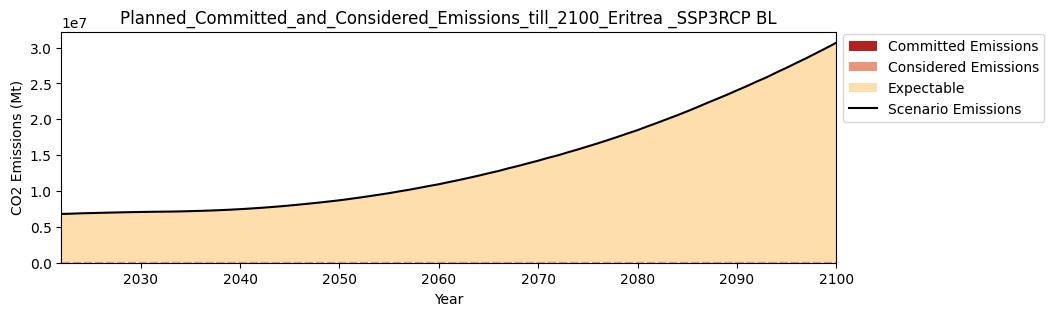 Planned_Committed_and_Considered_Emissions_till_2100_Eritrea _SSP3RCP BL
1e7
CO2 Emissions (Mt)
3.0
2.5
2.0
1.5
1.0
0.5
0.0
2030 2040 2050 2060 2070 2080 2090 2100
Year
Committed Emissions
Considered Emissions
Expectable
Scenario Emissions